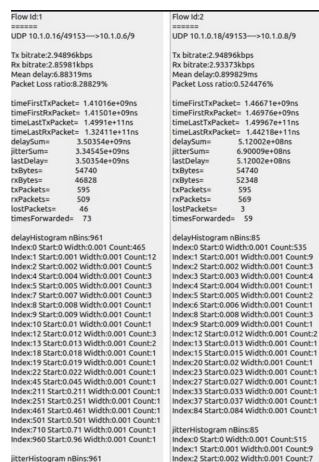 Flow Id:1
======
UDP 10.1.0.16/49153---->10.1.0.6/9
Tx bitrate:2.94896kbps
Rx bitrate:2.85981kbps
Mean delay:6.88319ms
Packet Loss ratio:8.28829%
timeFirstTxPacket= 1.41016e+09ns
timeFirstRxPacket= 1.41501e+09ns
timeLastTxPacket= 1.4991e+11ns
timeLastRxPacket= 1.32411e+11ns
delaySum= 3.50354e+09ns
jitterSum= 3.34545e+09ns
lastDelay= 3.50354e+09ns
txBytes= 54740
rxBytes= 46828
txPackets= 595
rxPackets= 509
lostPackets= 46
timesForwarded= 73
delayHistogram nBins:961
Index:0 Start:0 Width:0.001 Count:465
Index:1 Start:0.001 Width:0.001 Count:12
Index:2 Start:0.002 Width:0.001 Count:5
Index:4 Start:0.004 Width:0.001 Count:3
Index:5 Start:0.005 Width:0.001 Count:3
Index:7 Start:0.007 Width:0.001 Count:3
Index:8 Start:0.008 Width:0.001 Count:1
Index:9 Start:0.009 Width:0.001 Count:1
Index:10 Start:0.01 Width:0.001 Count:1
Index:12 Start:0.012 Width:0.001 Count:3
Index:13 Start:0.013 Width:0.001 Count:2
Index:18 Start:0.018 Width:0.001 Count:1
Index:19 Start:0.019 Width:0.001 Count:1
Index:22 Start:0.022 Width:0.001 Count:1
Index:45 Start:0.045 Width:0.001 Count:1
Index:211 Start:0.211 Width:0.001 Count:1
Index:251 Start:0.251 Width:0.001 Count:1
Index:461 Start:0.461 Width:0.001 Count:1
Index:501 Start:0.501 Width:0.001 Count:1
Index:710 Start:0.71 Width:0.001 Count:1
Index:960 Start:0.96 Width:0.001 Count:1
jitterHistogram nBins:961
Flow Id:2
======
UDP 10.1.0.18/49153---->10.1.0.8/9
Tx bitrate:2.94896kbps
Rx bitrate:2.93373kbps
Mean delay:0.899829ms
Packet Loss ratio:0.524476%
timeFirstTxPacket= 1.46671e+09ns
timeFirstRxPacket= 1.46976e+09ns
timeLastTxPacket= 1.49967e+11ns
timeLastRxPacket= 1.44218e+11ns
delaySum= 5.12002e+08ns
jitterSum= 6.90009e+08ns
lastDelay= 5.12002e+08ns
txBytes= 54740
rxBytes= 52348
txPackets= 595
rxPackets= 569
lostPackets= 3
timesForwarded= 59
delayHistogram nBins:85
Index:0 Start:0 Width:0.001 Count:535
Index:1 Start:0.001 Width:0.001 Count:9
Index:2 Start:0.002 Width:0.001 Count:3
Index:3 Start:0.003 Width:0.001 Count:4
Index:4 Start:0.004 Width:0.001 Count:1
Index:5 Start:0.005 Width:0.001 Count:2
Index:6 Start:0.006 Width:0.001 Count:1
Index:8 Start:0.008 Width:0.001 Count:3
Index:9 Start:0.009 Width:0.001 Count:1
Index:12 Start:0.012 Width:0.001 Count:2
Index:13 Start:0.013 Width:0.001 Count:1
Index:15 Start:0.015 Width:0.001 Count:1
Index:20 Start:0.02 Width:0.001 Count:1
Index:23 Start:0.023 Width:0.001 Count:1
Index:27 Start:0.027 Width:0.001 Count:1
Index:33 Start:0.033 Width:0.001 Count:1
Index:37 Start:0.037 Width:0.001 Count:1
Index:84 Start:0.084 Width:0.001 Count:1
jitterHistogram nBins:85
Index:0 Start:0 Width:0.001 Count:515
Index:1 Start:0.001 Width:0.001 Count:9
Index:2 Start:0.002 Width:0.001 Count:7